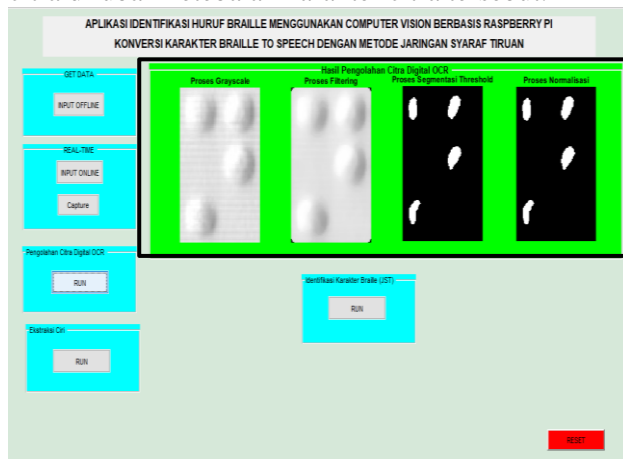 APLIKASI IDENTIFIKASI HURUF BRAILLE MENGGUNAKAN COMPUTER VISION BERBASIS RASPBERRY PI
KONVERSI KARAKTER BRAILLE TO SPEECH DENGAN METODE JARINGAN SYARAF TIRUAN
GET DATA
INPUT OFFLINE
REAL-TIME
INPUT ONLINE
Capture
Pengolahan Citra Digital OCR
RUN
Ekstraksi Ciri
RUN
Hasil Pengolahan Citra Digital OCR
Proses Grayscale
Proses Filtering
Proses Segmentasi Threshold
Proses Normalisasi
Identifikasi Karakter Braille (JST)
RUN
RESET